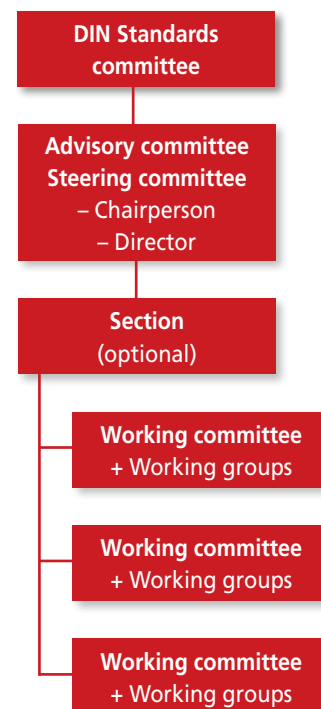 DIN Standards
committee
Advisory committee
Steering committee
– Chairperson
– Director
Section
(optional)
Working committee
+ Working groups
Working committee
+ Working groups
Working committee
+ Working groups